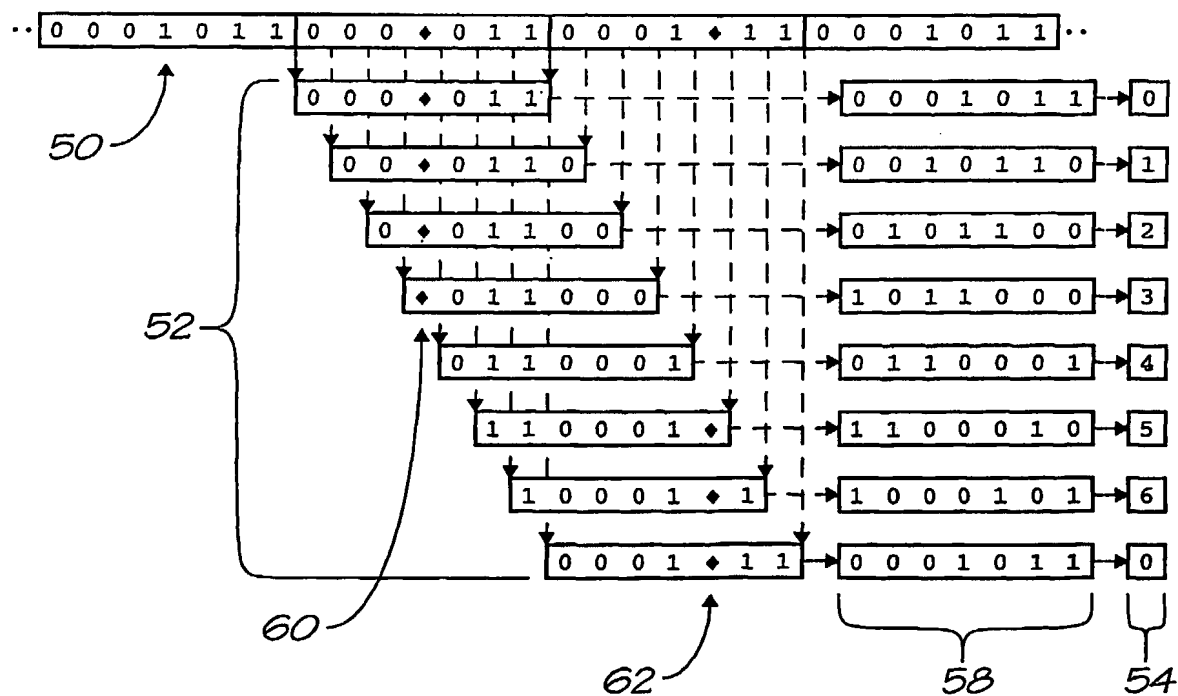 ·· 0 0 0 1 0 1 1 0 0 0 ♦ 0 1 1 0 0 0 1 ♦ 1 1 0 0 0 1 0 1 1 ··
0 0 0 ♦ 0 1 1 0 0 0 1 0 1 1 0
50
0 0 ♦ 0 1 1 0 0 0 1 0 1 1 0 1
0 ♦ 0 1 1 0 0 0 1 0 1 1 0 0 2
♦ 0 1 1 0 0 0 1 0 1 1 0 0 0 3
52
0 1 1 0 0 0 1 0 1 1 0 0 0 1 4
1 1 0 0 0 1 ♦ 1 1 0 0 0 1 0 5
1 0 0 0 1 ♦ 1 1 0 0 0 1 0 1 6
0 0 0 1 ♦ 1 1 0 0 0 1 0 1 1 0
60
62 58 54